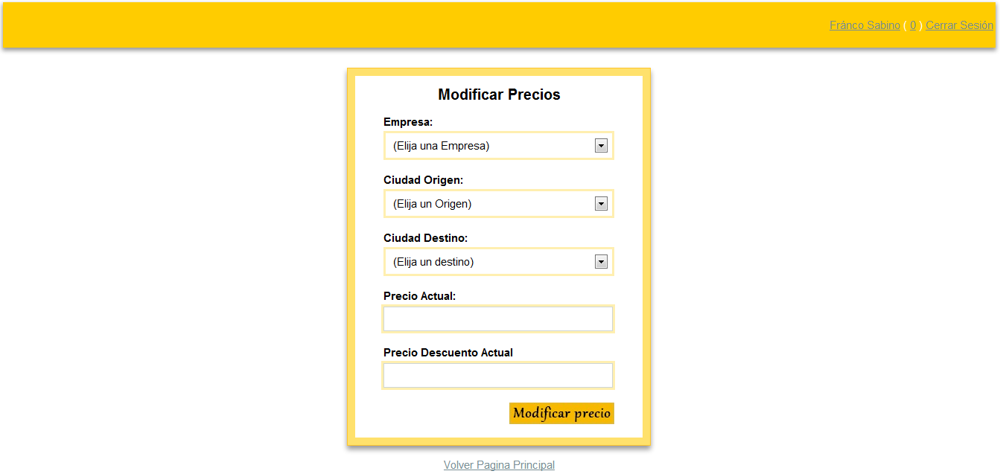 Fránco Sabino ( 0 ) Cerrar Sesión
Modificar Precios
Empresa:
(Elija una Empresa)
Ciudad Origen:
(Elija un Origen)
Ciudad Destino:
(Elija un destino)
Precio Actual:
Precio Descuento Actual
Modificar precio
Volver Pagina Principal